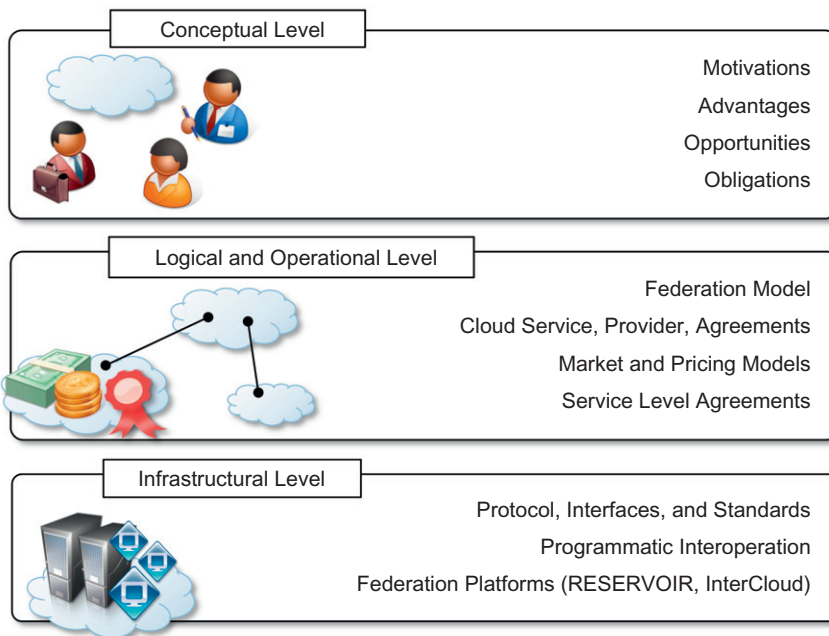 Conceptual Level
Motivations
Advantages
Opportunities
Obligations
Logical and Operational Level
Federation Model
Cloud Service, Provider, Agreements
Market and Pricing Models
Service Level Agreements
Infrastructural Level
Protocol, Interfaces, and Standards
Programmatic Interoperation
Federation Platforms (RESERVOIR, InterCloud)